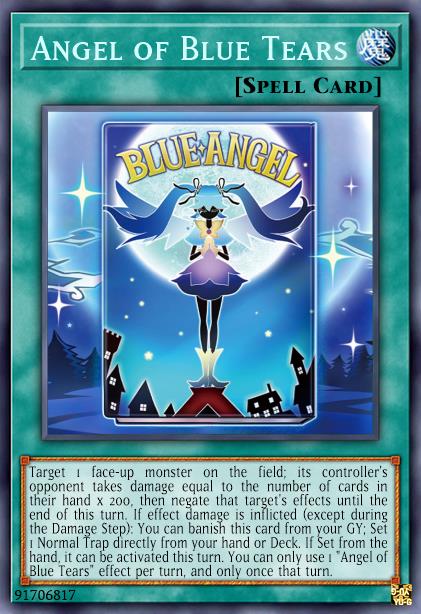 ANGEL OF BLUE TEARS
魔
[SPELL CARD]
BLUE ANGEL
Target 1 face-up monster on the field; its controller's
opponent takes damage equal to the number of cards in
their hand x 200, then negate that target's effects until the
end of this turn. If effect damage is inflicted (except during
the Damage Step): You can banish this card from your GY; Set
1 Normal Trap directly from your hand or Deck. If Set from the
hand, it can be activated this turn. You can only use 1 "Angel of
Blue Tears" effect per turn, and only once that turn.
91706817